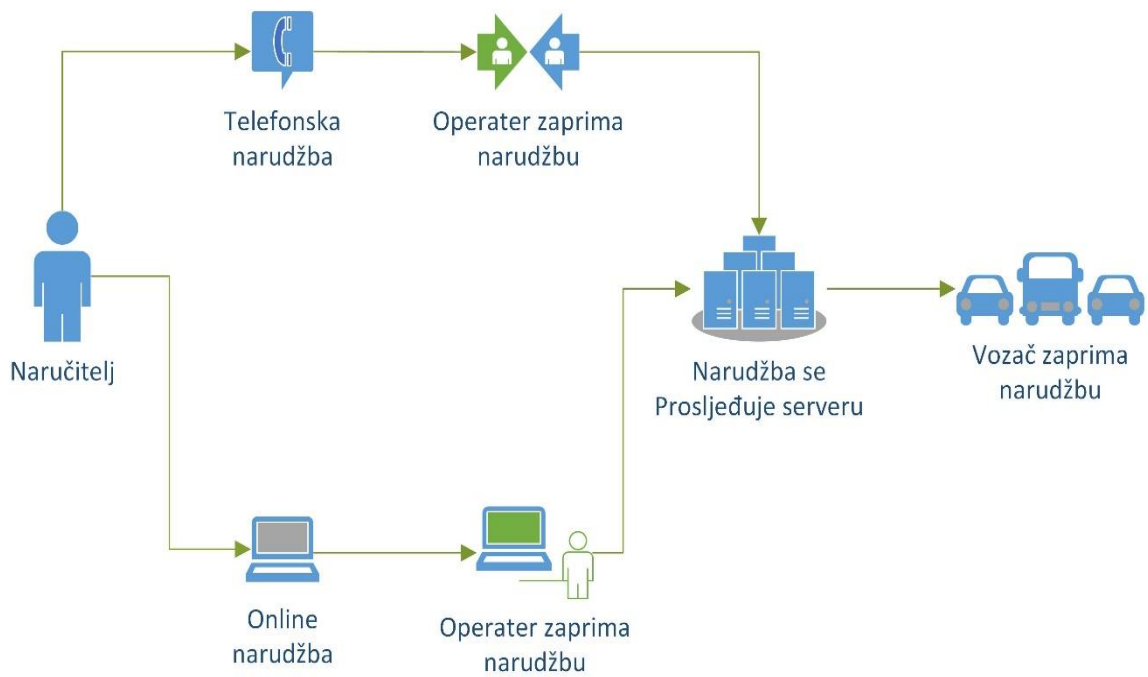 Telefonska
narudžba
Operater zaprima
narudžbu
Naručitelj
Narudžba se
Prosljeđuje serveru
Vozač zaprima
narudžbu
Online
narudžba
Operater zaprima
narudžbu